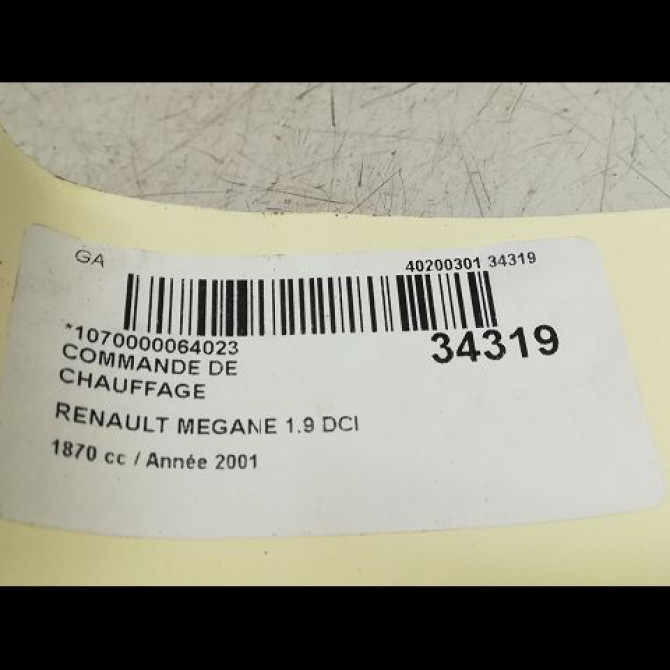 GA
40200301 34319
*1070000064023
34319
COMMANDE DE
CHAUFFAGE
RENAULT MEGANE 1.9 DCI
1870 cc / Année 2001